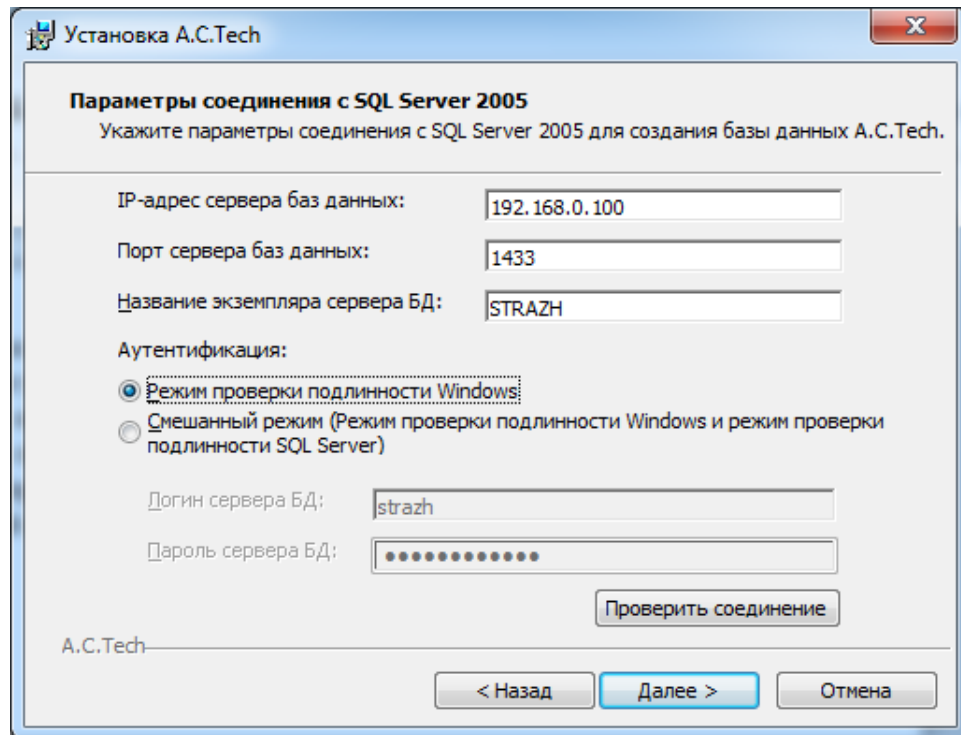 Установка A.C.Tech
Параметры соединения с SQL Server 2005
Укажите параметры соединения с SQL Server 2005 для создания базы данных A.C.Tech.
IP-адрес сервера баз данных:
192.168.0.100
Порт сервера баз данных:
1433
Название экземпляра сервера БД:
STRAZH
Аутентификация:
Режим проверки подлинности Windows
Смешанный режим (Режим проверки подлинности Windows и режим проверки
подлинности SQL Server)
Логин сервера БД:
strazh
Пароль сервера БД:
●●●●●●●●●●●●
Проверить соединение
A.C.Tech
< Назад
Далее >
Отмена